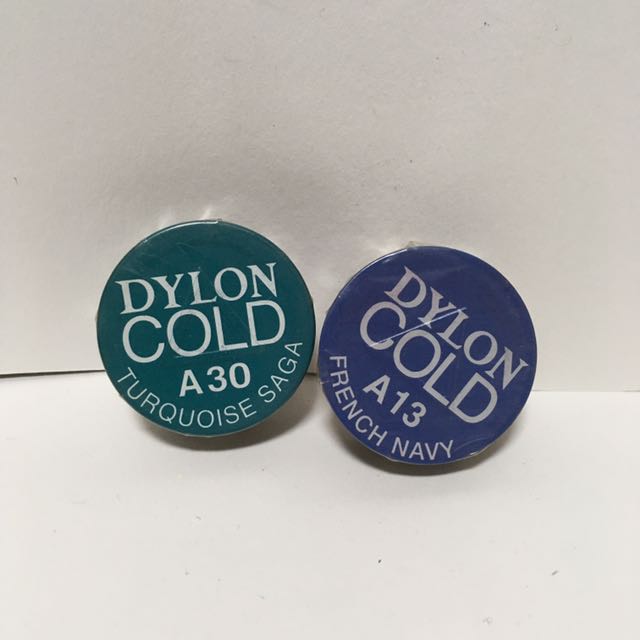 DYLON
COLD
A30
TURQUOISE SAGA
DYLON
COLD
A13
FRENCH NAVY